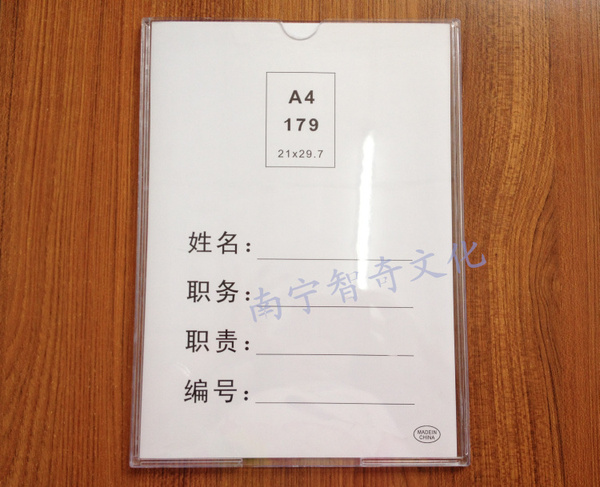 A4
179
21x29.7
姓名：
职务：
职责：
编号：
南宁智奇文化
MADE IN
CHINA